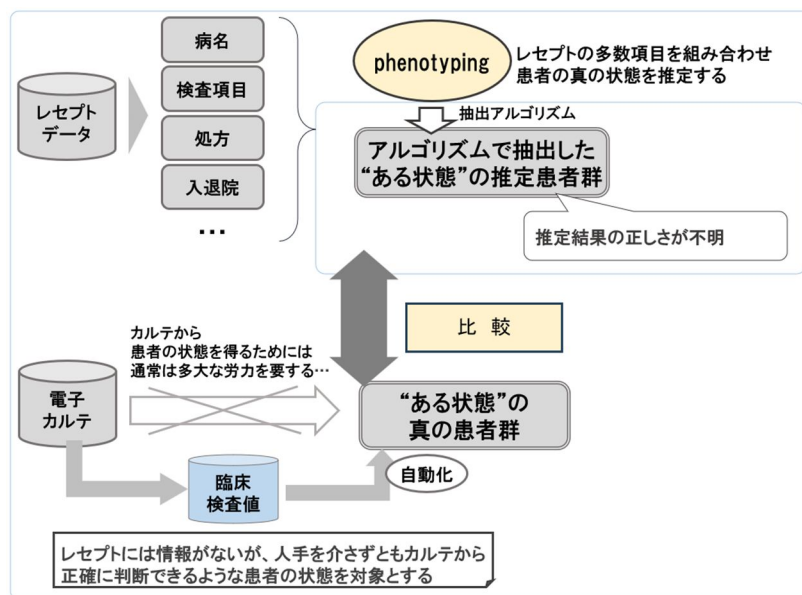 病名
検査項目
処方
入退院
…
レセプト
データ
phenotyping
レセプトの多数項目を組み合わせ
患者の真の状態を推定する
抽出アルゴリズム
アルゴリズムで抽出した
“ある状態”の推定患者群
推定結果の正しさが不明
比 較
カルテから
患者の状態を得るためには
通常は多大な労力を要する…
電子
カルテ
“ある状態”の
真の患者群
臨床
検査値
自動化
レセプトには情報がないが、人手を介さずともカルテから
正確に判断できるような患者の状態を対象とする